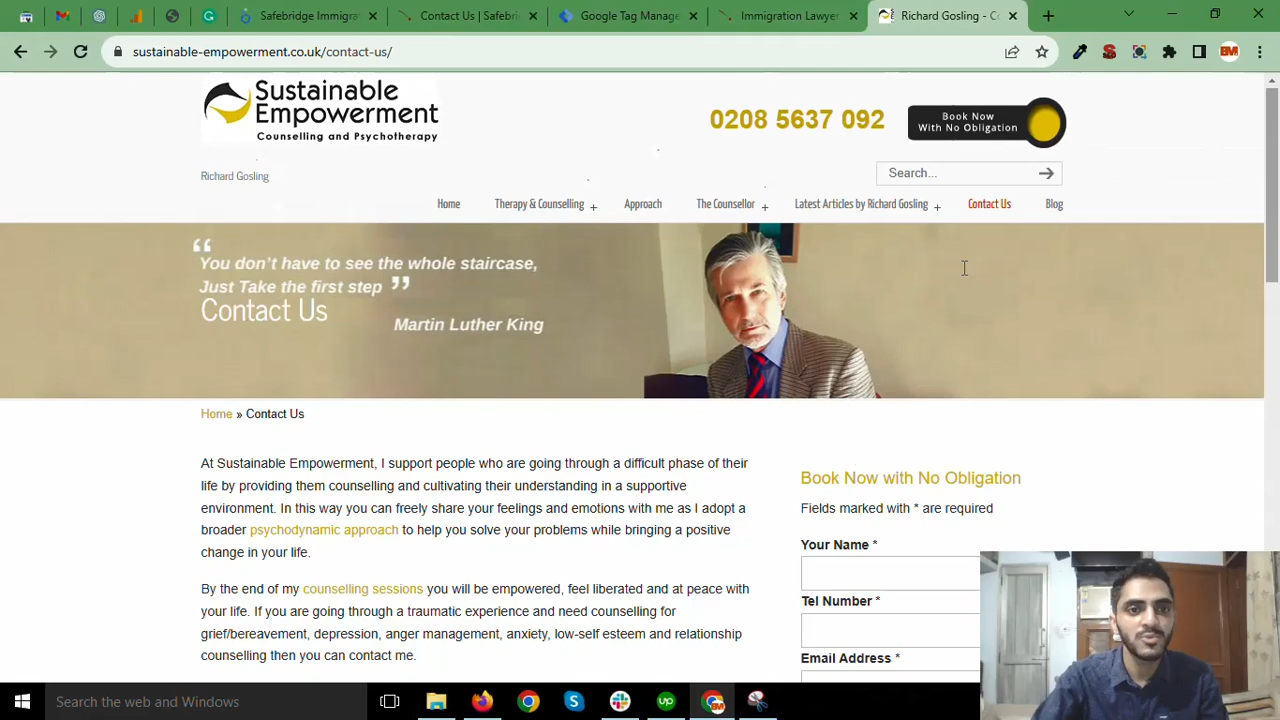 Safebridge Immigra
Contact Us | Safebri
Google Tag Manage
Immigration Lawyer
Richard Gosling - Co
sustainable-empowerment.co.uk/contact-us/
BM
Sustainable
Empowerment
Counselling and Psychotherapy
0208 5637 092
Book Now
With No Obligation
Richard Gosling
Search...
Home
Therapy & Counselling +
Approach
The Counsellor +
Latest Articles by Richard Gosling +
Contact Us
Blog
“You don’t have to see the whole staircase,
Just Take the first step ”
Contact Us
Martin Luther King
Home » Contact Us
At Sustainable Empowerment, I support people who are going through a difficult phase of their
life by providing them counselling and cultivating their understanding in a supportive
environment. In this way you can freely share your feelings and emotions with me as I adopt a
broader psychodynamic approach to help you solve your problems while bringing a positive
change in your life.
By the end of my counselling sessions you will be empowered, feel liberated and at peace with
your life. If you are going through a traumatic experience and need counselling for
grief/bereavement, depression, anger management, anxiety, low-self esteem and relationship
counselling then you can contact me.
Book Now with No Obligation
Fields marked with * are required
Your Name *
Tel Number *
Email Address *
Search the web and Windows